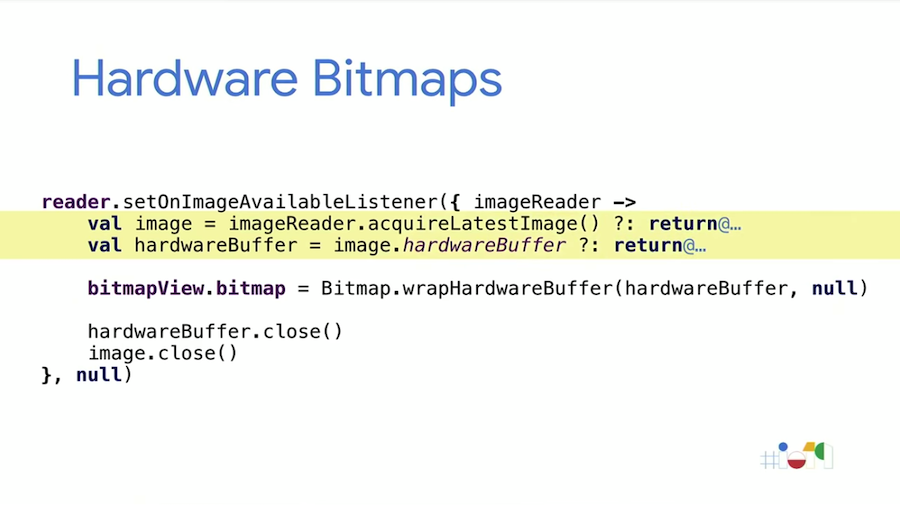 Hardware Bitmaps
reader.setOnImageAvailableListener({ imageReader ->
val image = imageReader.acquireLatestImage() ?: return@…
val hardwareBuffer = image.hardwareBuffer ?: return@…
bitmapView.bitmap = Bitmap.wrapHardwareBuffer(hardwareBuffer, null)
hardwareBuffer.close()
image.close()
}, null)
#io19